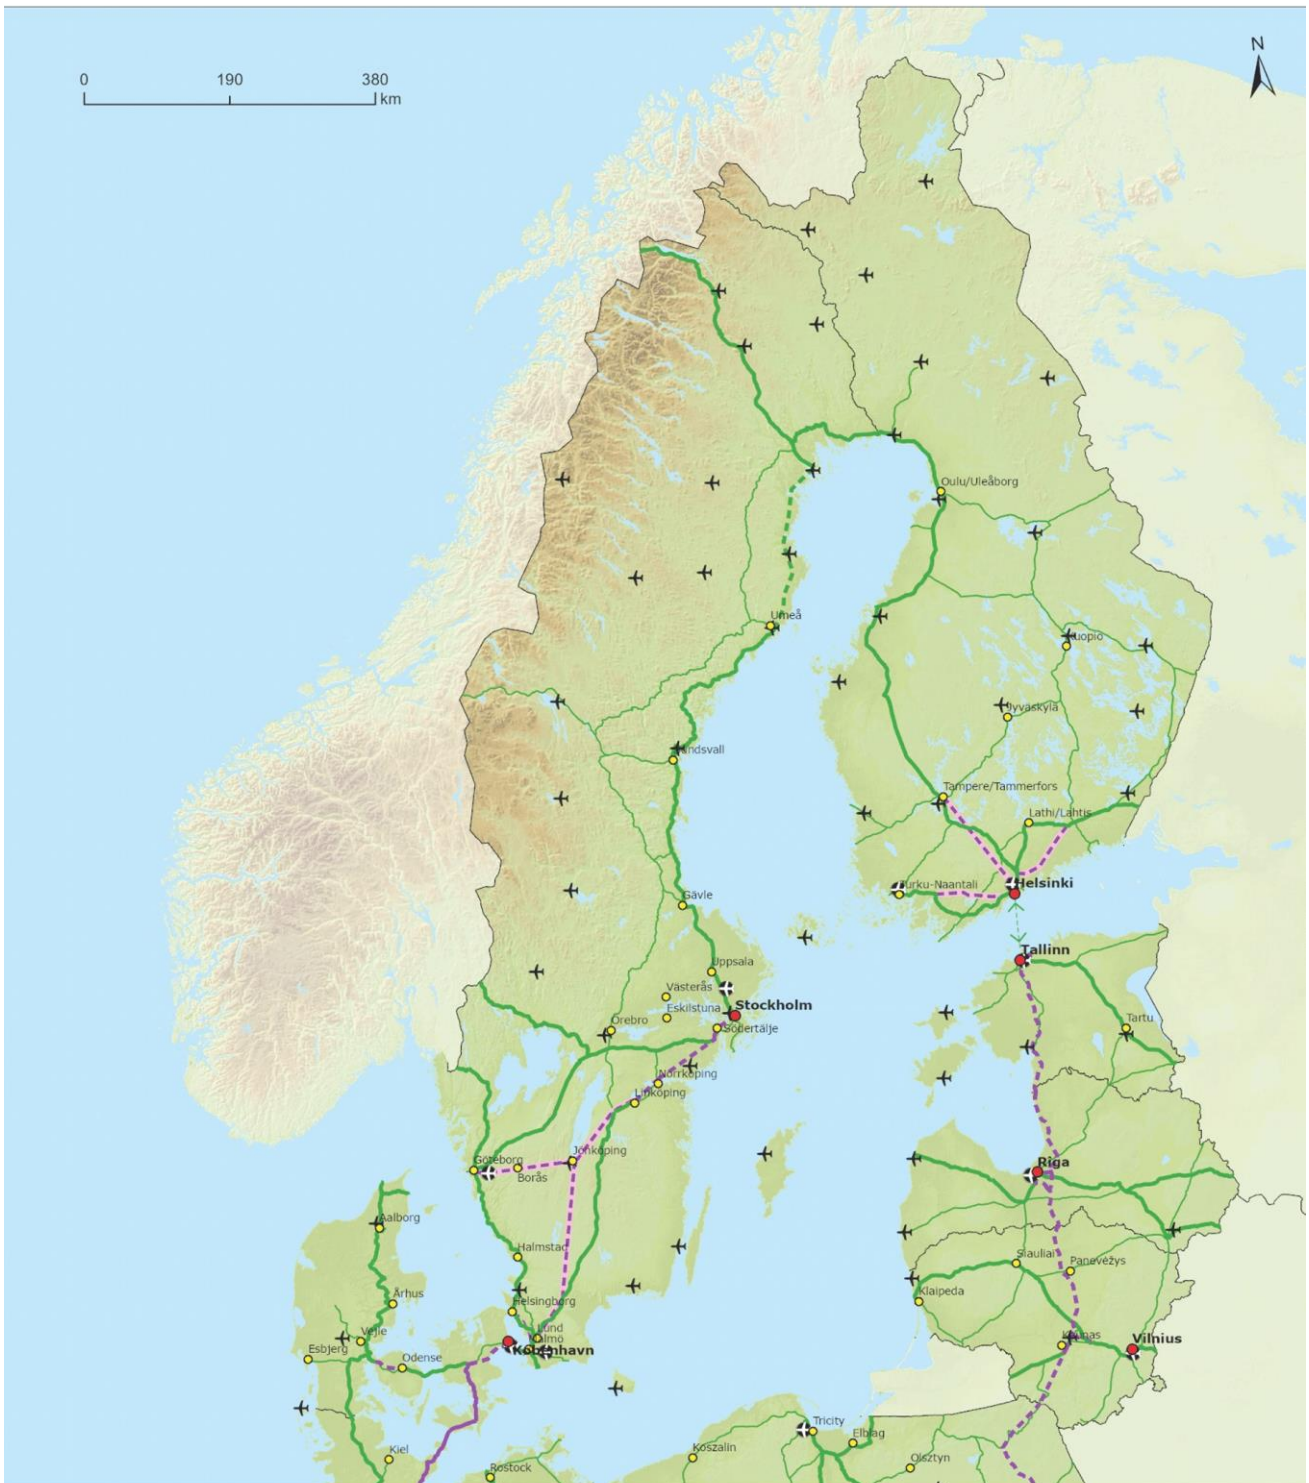 N
0 190 380
km
Oulu/Uleåborg
Umeå
Kuopio
Jyväskylä
Sundsvall
Tampere/Tammerfors
Lathi/Lahtis
Turku-Naantali
Helsinki
Gävle
Tallinn
Uppsala
Västerås
Stockholm
Eskilstuna
Örebro
Södertälje
Tartu
Norrköping
Linköping
Göteborg
Jönköping
Borås
Riga
Aalborg
Halmstad
Siauliai
Panevėžys
Århus
Klaipeda
Helsingborg
Vejle
Lund
Malmö
Kaunas
Vilnius
Esbjerg
København
Odense
Tricity
Elbląg
Kiel
Koszalin
Olsztyn
Rostock